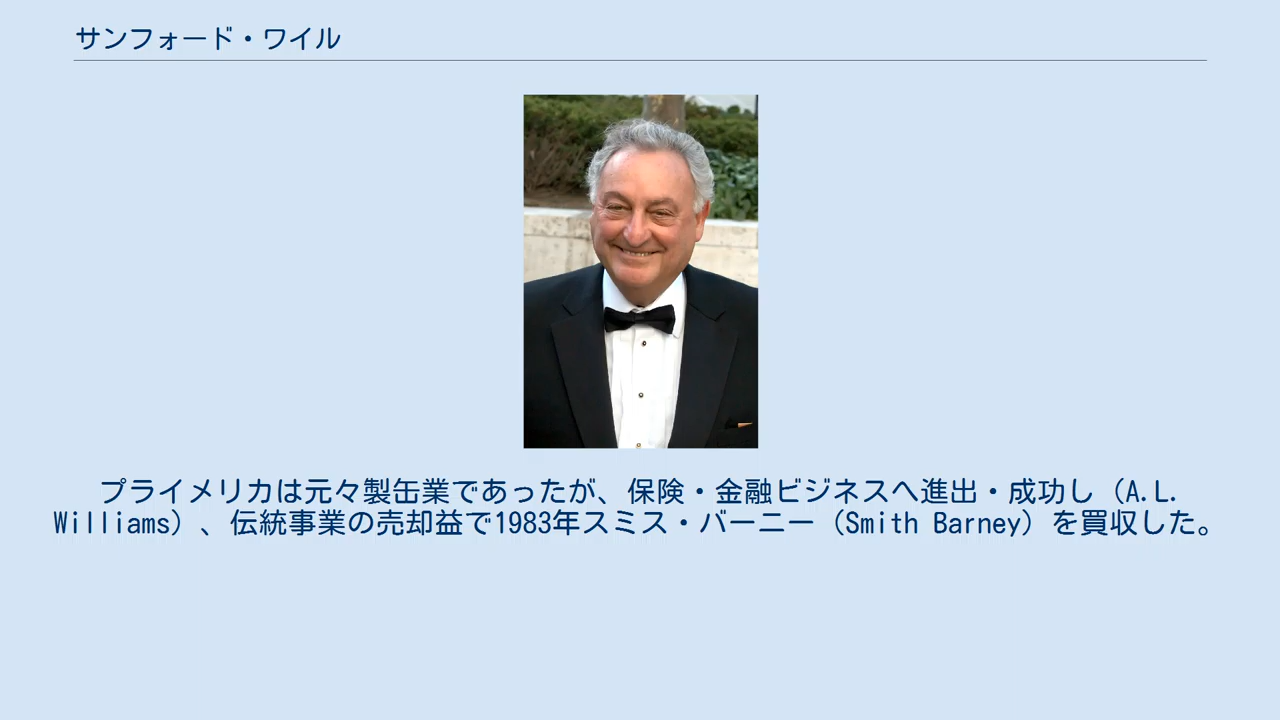 サンフォード・ワイル
プライメリカは元々製缶業であったが、保険・金融ビジネスへ進出・成功し（A.L.
Williams）、伝統事業の売却益で1983年スミス・バーニー（Smith Barney）を買収した。